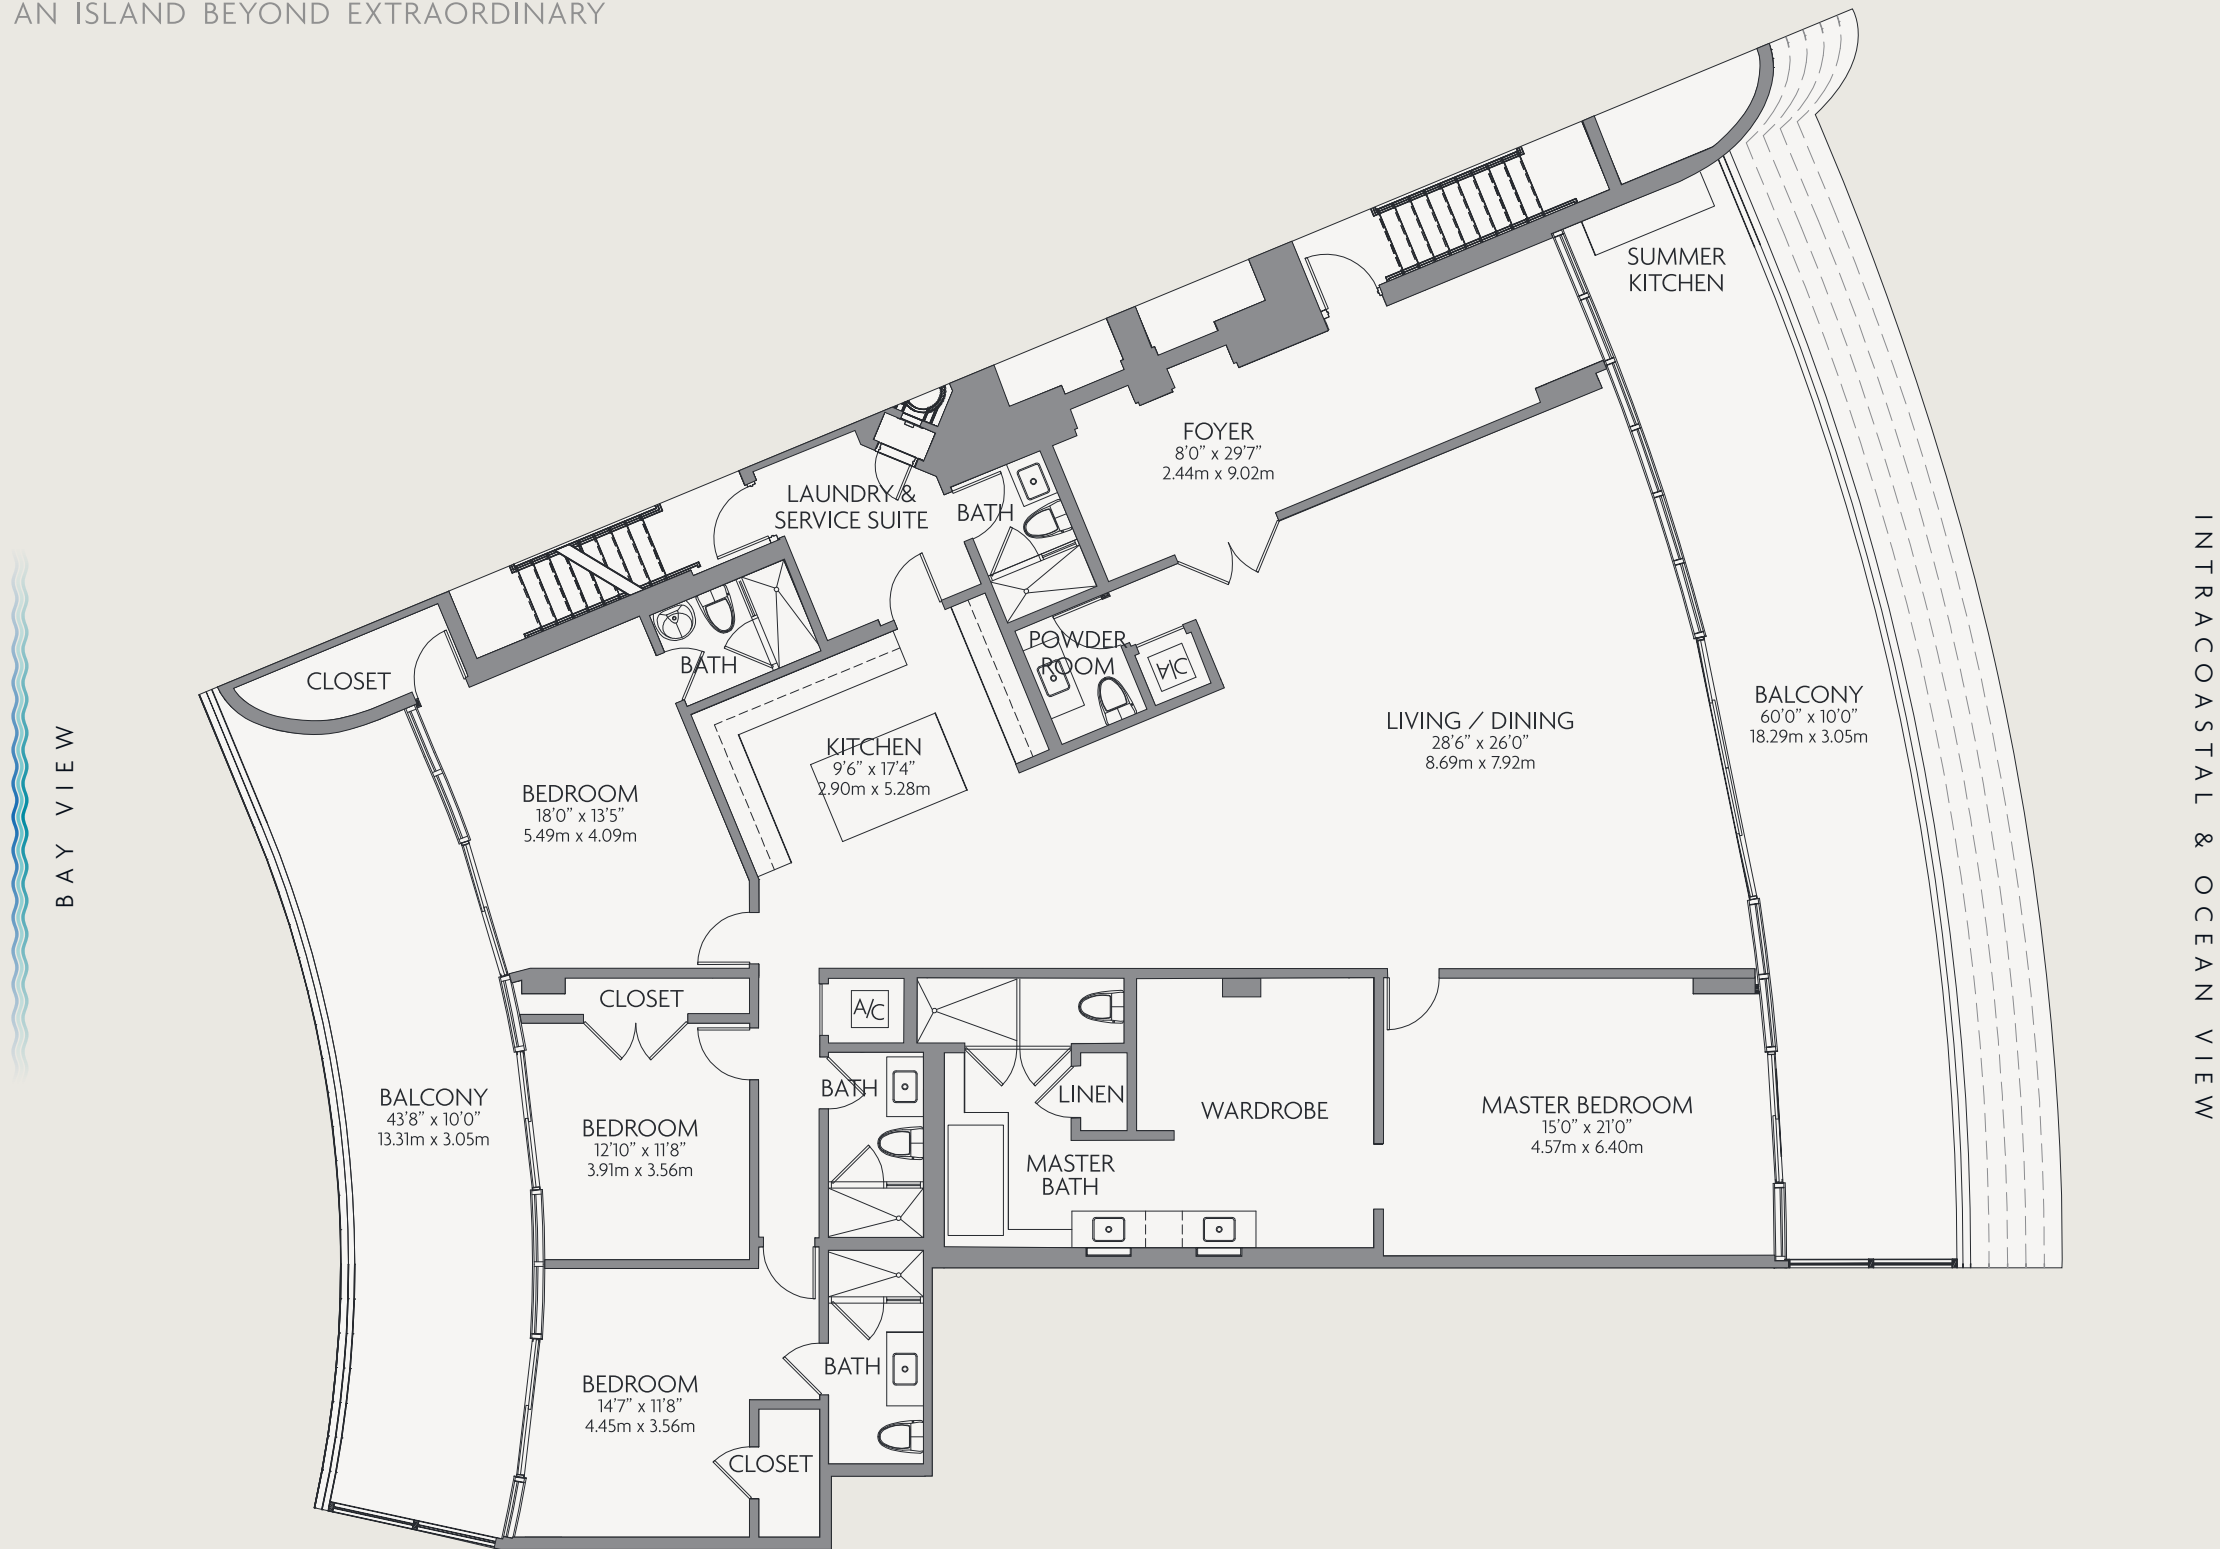 AN ISLAND BEYOND EXTRAORDINARY
SUMMER
KITCHEN
FOYER
8'0" x 29'7"
2.44m x 9.02m
LAUNDRY &
SERVICE SUITE
BATH
POWDER
ROOM
A/C
BATH
CLOSET
KITCHEN
9'6" x 17'4"
2.90m x 5.28m
LIVING / DINING
28'6" x 26'0"
8.69m x 7.92m
BALCONY
60'0" x 10'0"
18.29m x 3.05m
BEDROOM
18'0" x 13'5"
5.49m x 4.09m
BAY VIEW
INTRACOASTAL & OCEAN VIEW
CLOSET
A/C
BATH
LINEN
WARDROBE
MASTER BEDROOM
15'0" x 21'0"
4.57m x 6.40m
BALCONY
43'8" x 10'0"
13.31m x 3.05m
BEDROOM
12'10" x 11'8"
3.91m x 3.56m
MASTER
BATH
BATH
BEDROOM
14'7" x 11'8"
4.45m x 3.56m
CLOSET